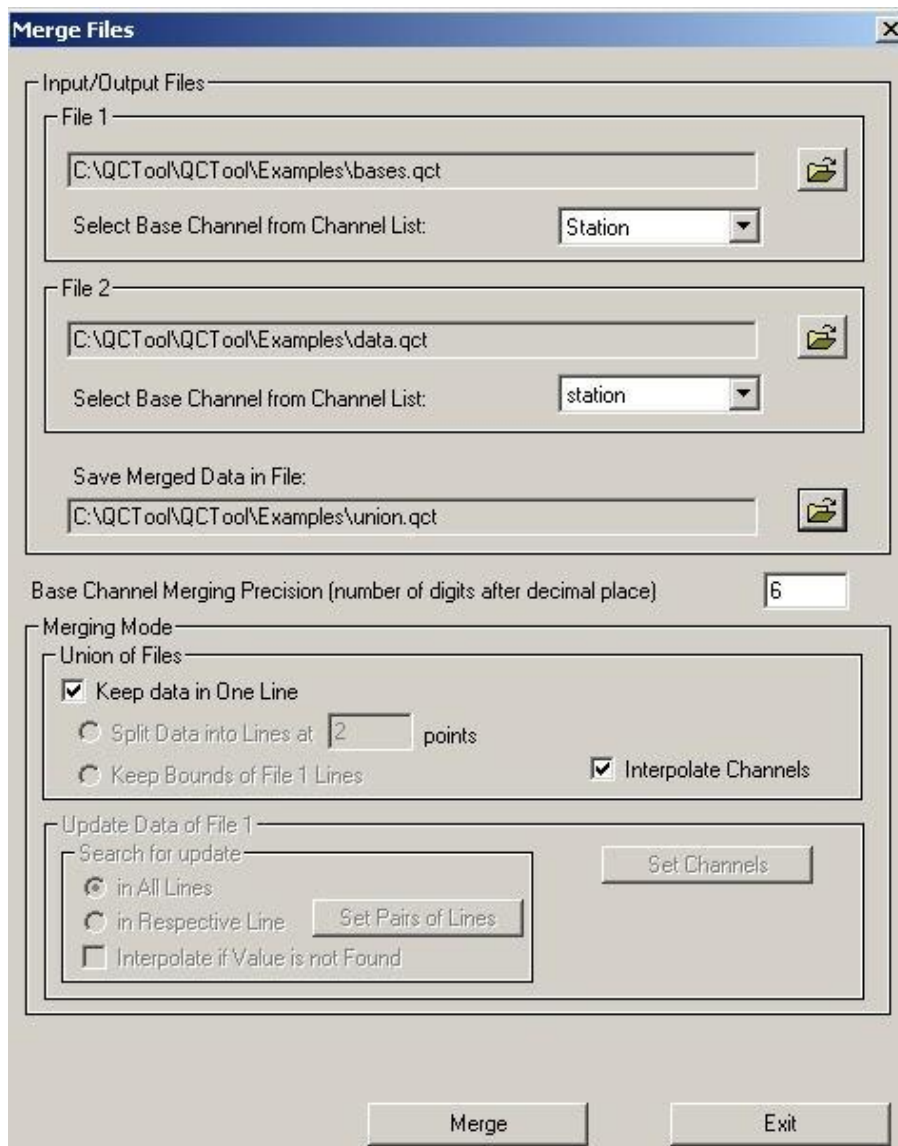 Merge Files
Input/Output Files
File 1
C:\QCTool\QCTool\Examples\bases.qct
Select Base Channel from Channel List:
Station
File 2
C:\QCTool\QCTool\Examples\data.qct
Select Base Channel from Channel List:
station
Save Merged Data in File:
C:\QCTool\QCTool\Examples\union.qct
Base Channel Merging Precision (number of digits after decimal place)
6
Merging Mode
Union of Files
Keep data in One Line
Split Data into Lines at 2 points
Keep Bounds of File 1 Lines
Interpolate Channels
Update Data of File 1
Search for update
in All Lines
in Respective Line
Set Pairs of Lines
Interpolate if Value is not Found
Set Channels
Merge
Exit